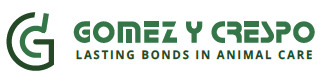 GOMEZ Y CRESPO
LASTING BONDS IN ANIMAL CARE